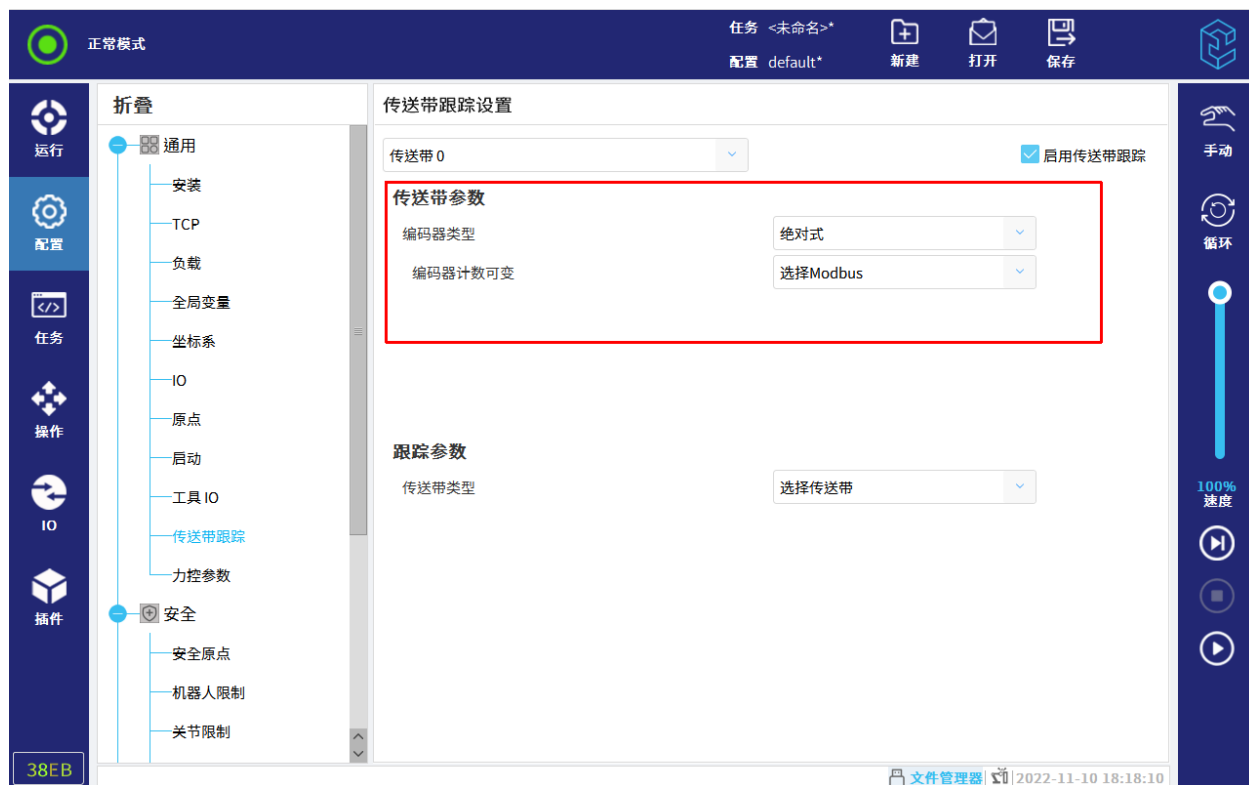 正常模式
任务 <未命名>*
配置 default*
新建
打开
保存
运行
配置
任务
操作
IO
插件
38EB
折叠
通用
安装
TCP
负载
全局变量
坐标系
IO
原点
启动
工具 IO
传送带跟踪
力控参数
安全
安全原点
机器人限制
关节限制
传送带跟踪设置
传送带 0
启用传送带跟踪
传送带参数
编码器类型 绝对式
编码器计数可变 选择Modbus
跟踪参数
传送带类型 选择传送带
手动
循环
100%
速度
文件管理器 2022-11-10 18:18:10